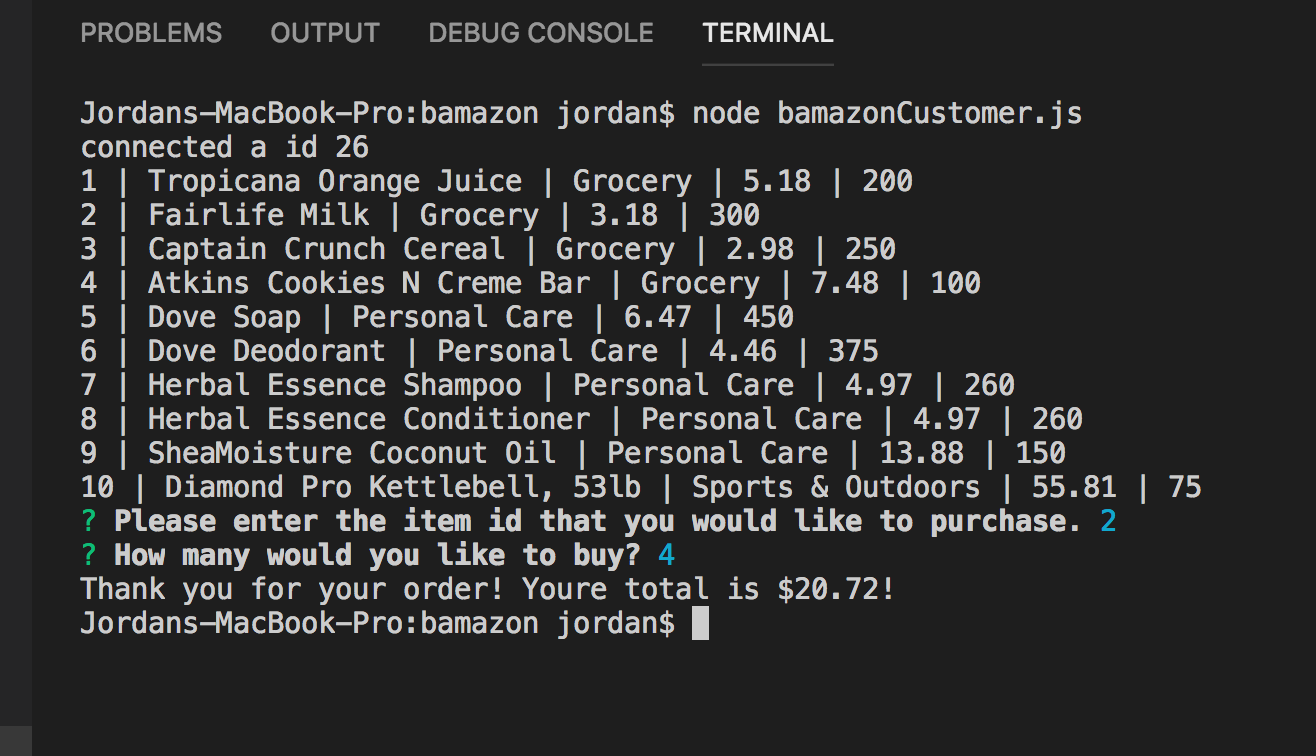 PROBLEMS OUTPUT DEBUG CONSOLE TERMINAL
Jordans-MacBook-Pro:bamazon jordan$ node bamazonCustomer.js
connected a id 26
1 | Tropicana Orange Juice | Grocery | 5.18 | 200
2 | Fairlife Milk | Grocery | 3.18 | 300
3 | Captain Crunch Cereal | Grocery | 2.98 | 250
4 | Atkins Cookies N Creme Bar | Grocery | 7.48 | 100
5 | Dove Soap | Personal Care | 6.47 | 450
6 | Dove Deodorant | Personal Care | 4.46 | 375
7 | Herbal Essence Shampoo | Personal Care | 4.97 | 260
8 | Herbal Essence Conditioner | Personal Care | 4.97 | 260
9 | SheaMoisture Coconut Oil | Personal Care | 13.88 | 150
10 | Diamond Pro Kettlebell, 53lb | Sports & Outdoors | 55.81 | 75
? Please enter the item id that you would like to purchase. 2
? How many would you like to buy? 4
Thank you for your order! Youre total is $20.72!
Jordans-MacBook-Pro:bamazon jordan$